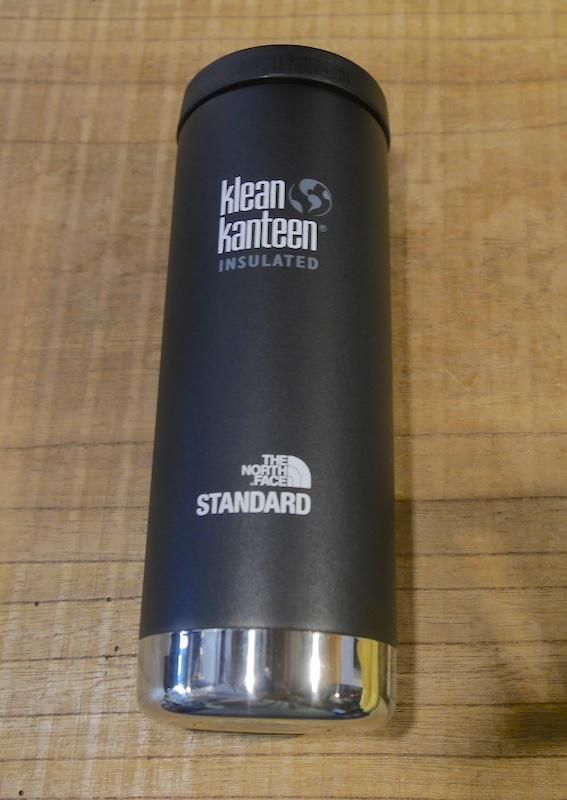 klean
kanteen®
INSULATED
THE
NORTH
FACE
STANDARD